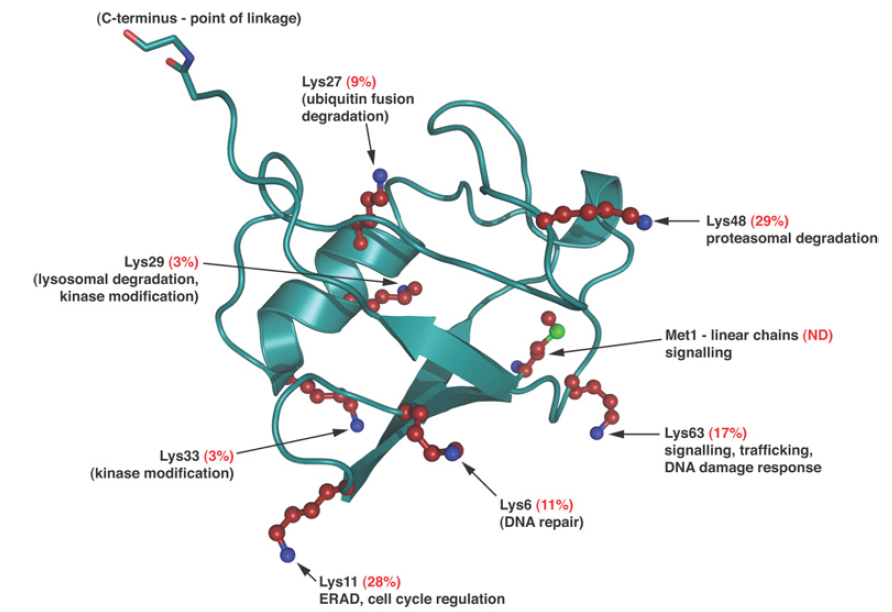 (C-terminus - point of linkage)
Lys27 (9%)
(ubiquitin fusion
degradation)
Lys48 (29%)
proteasomal degradation
Lys29 (3%)
(lysosomal degradation,
kinase modification)
Met1 - linear chains (ND)
signalling
Lys63 (17%)
signalling, trafficking,
DNA damage response
Lys33 (3%)
(kinase modification)
Lys6 (11%)
(DNA repair)
Lys11 (28%)
ERAD, cell cycle regulation